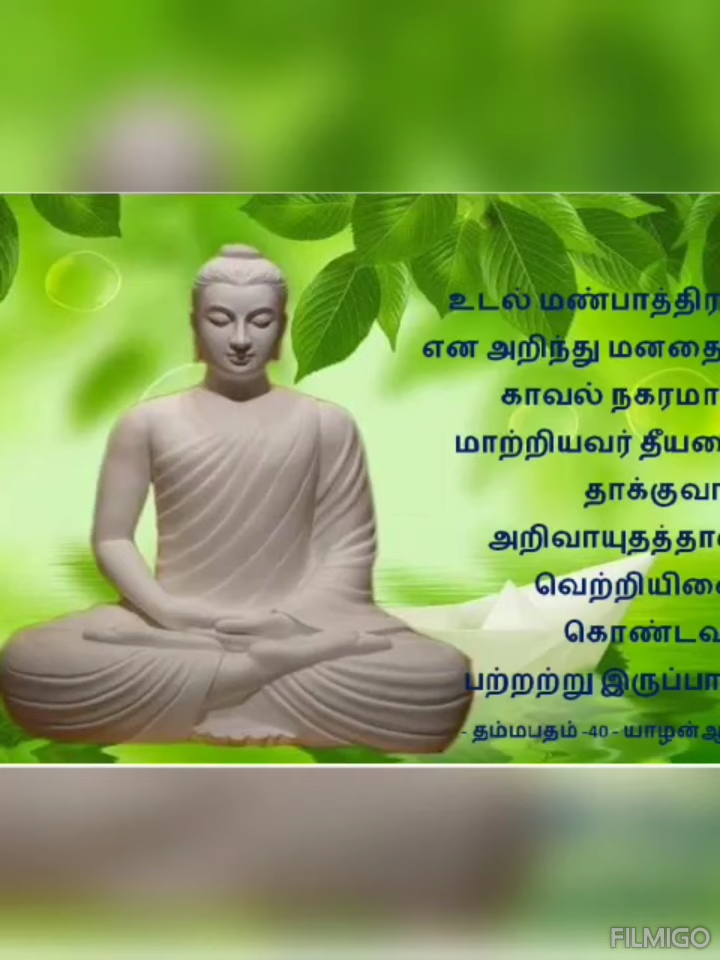 உடல் மண்பாத்திர
என அறிந்து மனதை
காவல் நகரமா
மாற்றியவர் தீயவை
தாக்குவா
அறிவாயுதத்தா
வெற்றியினை
கொண்டவ
பற்றற்று இருப்பா
- தம்மபதம் -40 - யாழன் ஆ
FILMIGO